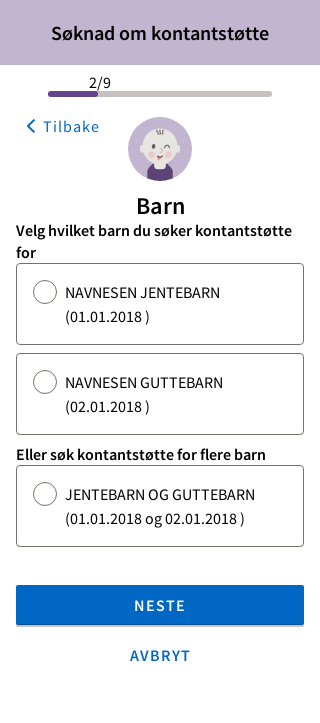 Søknad om kontantstøtte
2/9
Tilbake
Barn
Velg hvilket barn du søker kontantstøtte
for
NAVNESEN JENTEBARN
(01.01.2018 )
NAVNESEN GUTTEBARN
(02.01.2018 )
Eller søk kontantstøtte for flere barn
JENTEBARN OG GUTTEBARN
(01.01.2018 og 02.01.2018 )
NESTE
AVBRYT